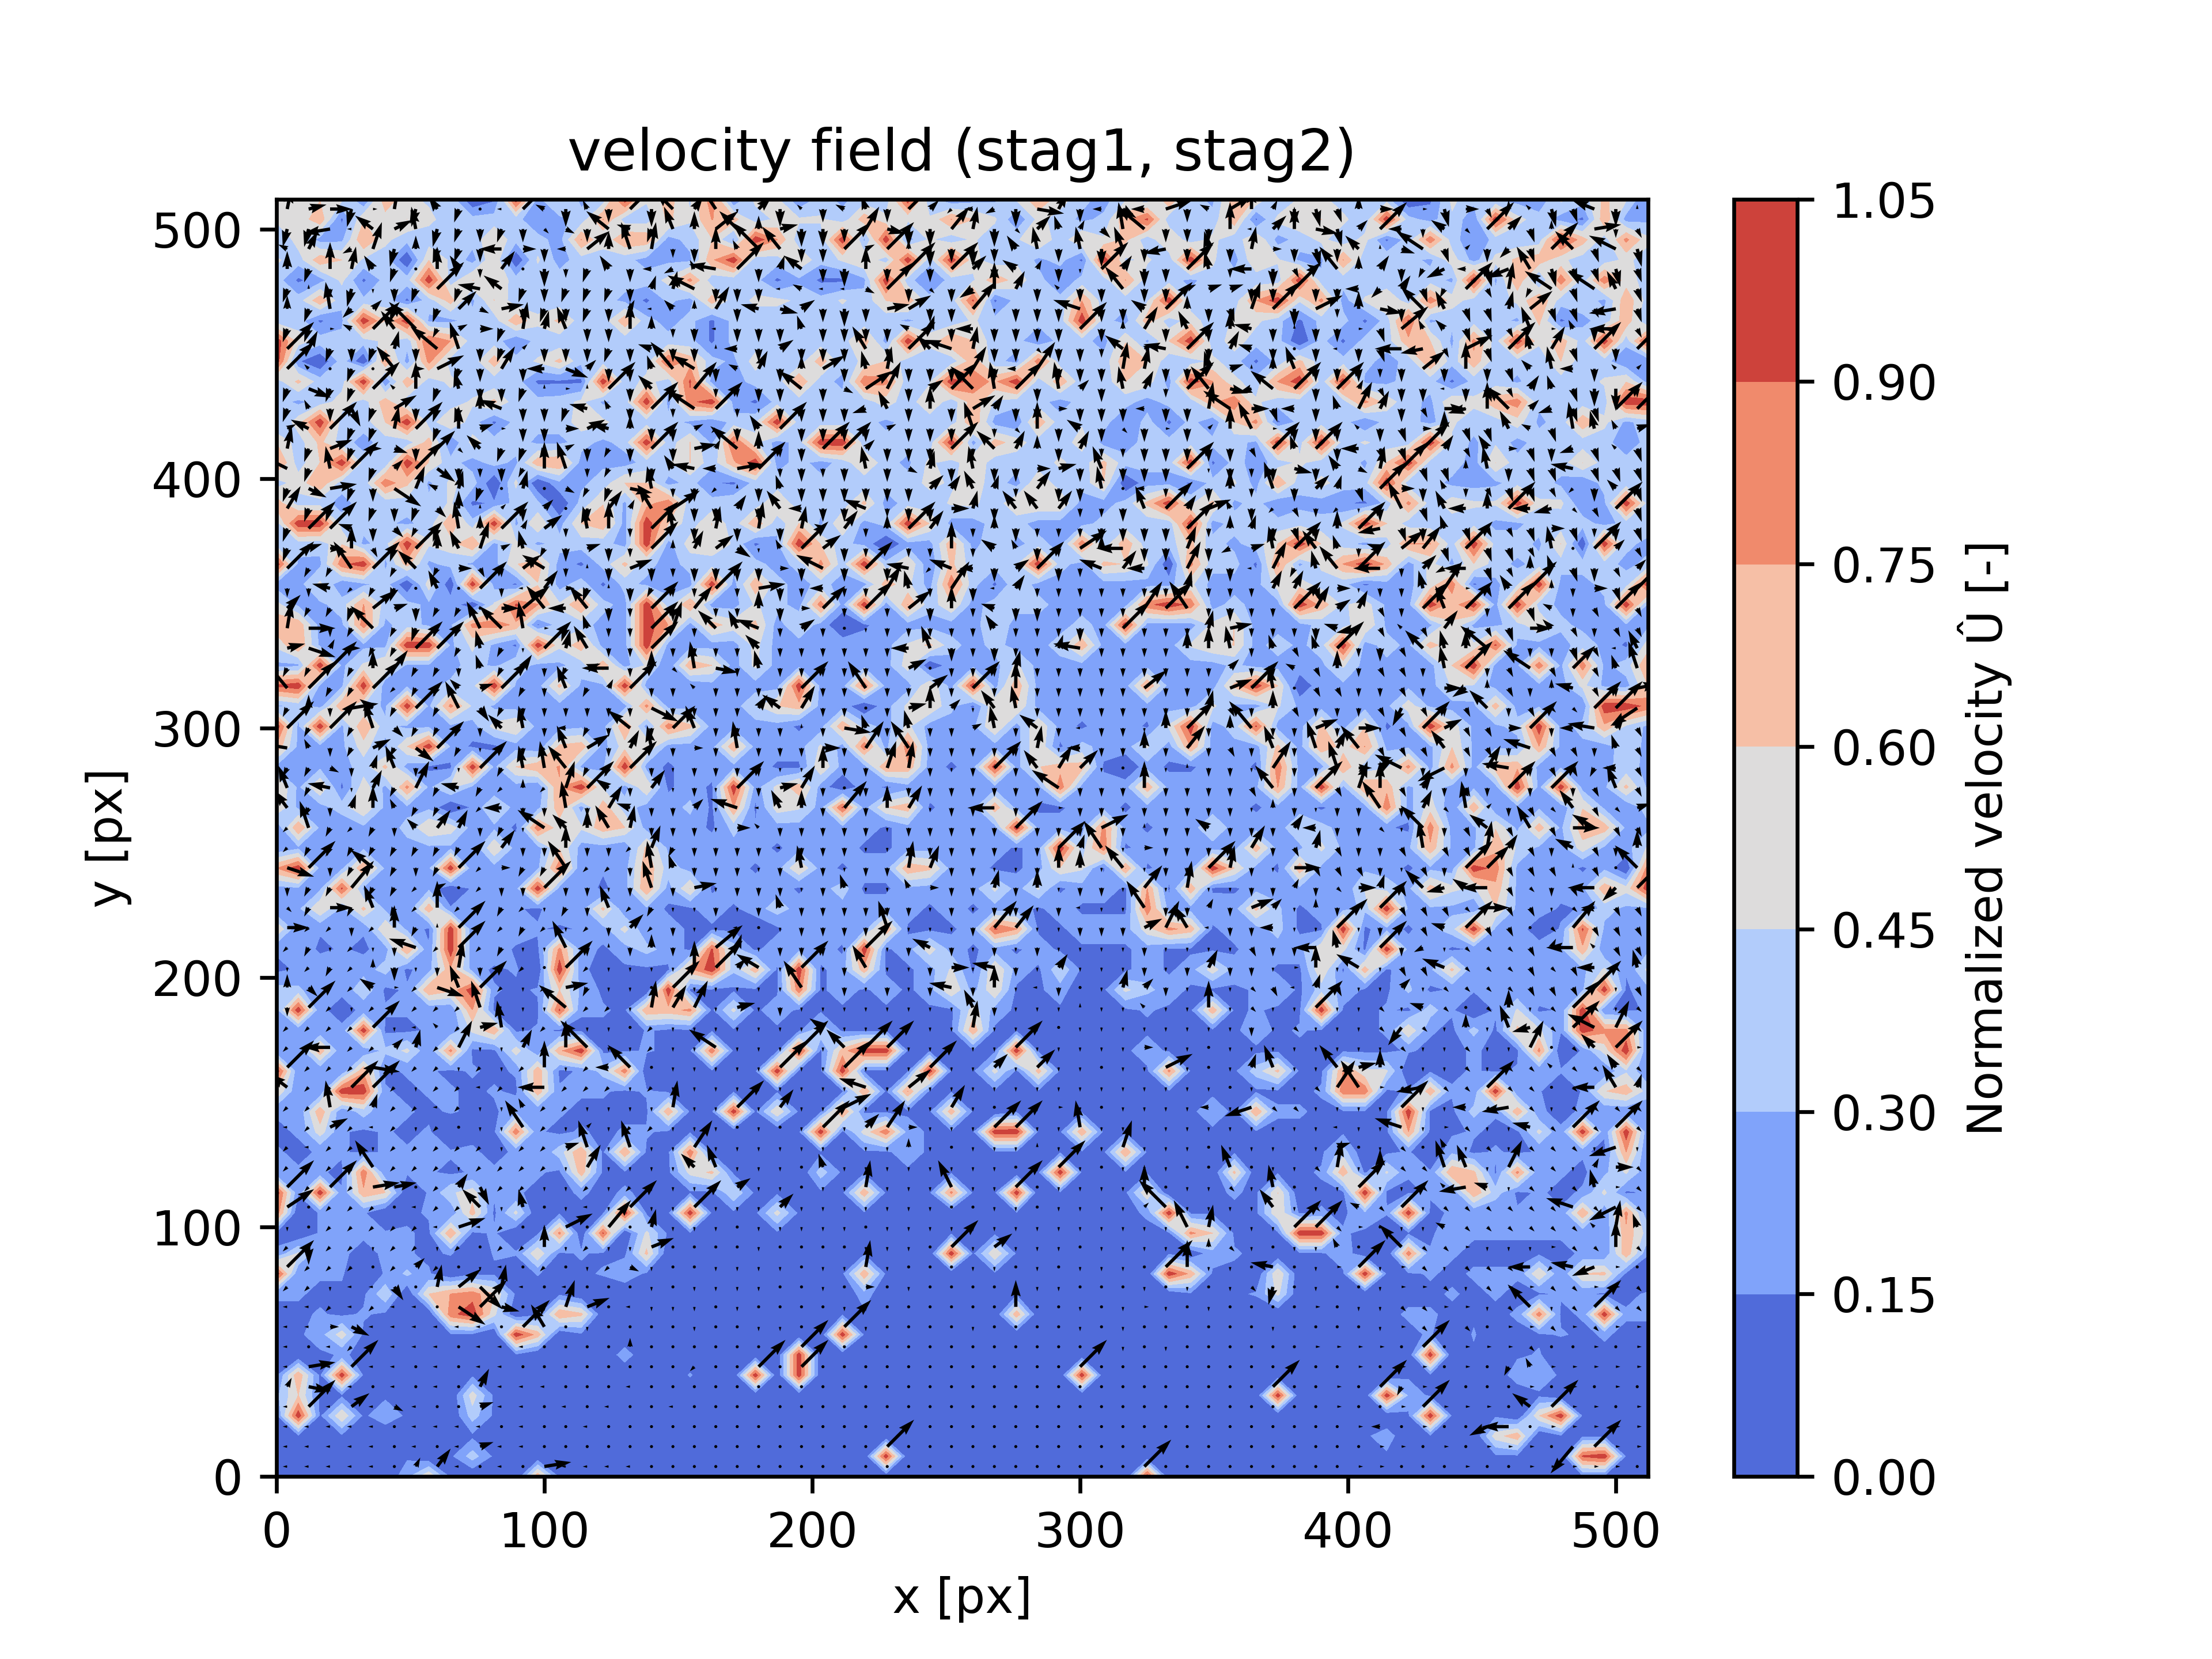 velocity field (stag1, stag2)
500
400
300
200
100
0
y [px]
0 100 200 300 400 500
x [px]
1.05
0.90
0.75
0.60
0.45
0.30
0.15
0.00
Normalized velocity Û [-]